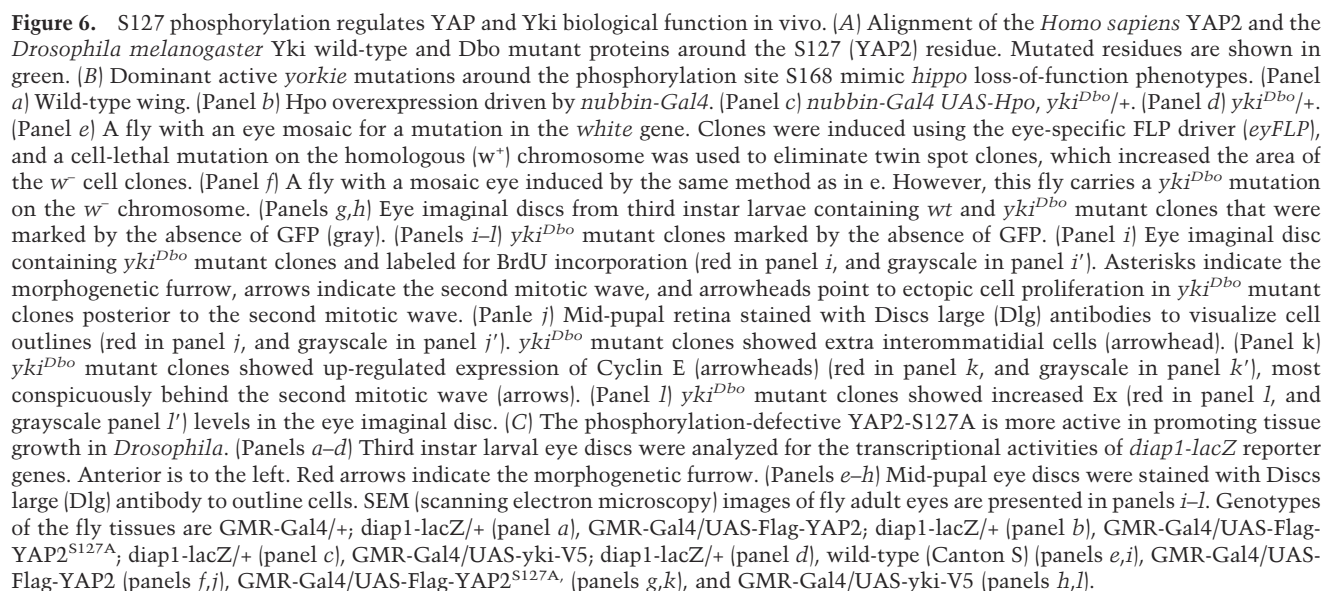 Figure 6. S127 phosphorylation regulates YAP and Yki biological function in vivo. (A) Alignment of the Homo sapiens YAP2 and the
Drosophila melanogaster Yki wild-type and Dbo mutant proteins around the S127 (YAP2) residue. Mutated residues are shown in
green. (B) Dominant active yorkie mutations around the phosphorylation site S168 mimic hippo loss-of-function phenotypes. (Panel
a) Wild-type wing. (Panel b) Hpo overexpression driven by nubbin-Gal4. (Panel c) nubbin-Gal4 UAS-Hpo, yki^Dbo/+. (Panel d) yki^Dbo/+.
(Panel e) A fly with an eye mosaic for a mutation in the white gene. Clones were induced using the eye-specific FLP driver (eyFLP),
and a cell-lethal mutation on the homologous (w⁺) chromosome was used to eliminate twin spot clones, which increased the area of
the w⁻ cell clones. (Panel f) A fly with a mosaic eye induced by the same method as in e. However, this fly carries a yki^Dbo mutation
on the w⁻ chromosome. (Panels g,h) Eye imaginal discs from third instar larvae containing wt and yki^Dbo mutant clones that were
marked by the absence of GFP (gray). (Panels i–l) yki^Dbo mutant clones marked by the absence of GFP. (Panel i) Eye imaginal disc
containing yki^Dbo mutant clones and labeled for BrdU incorporation (red in panel i, and grayscale in panel i′). Asterisks indicate the
morphogenetic furrow, arrows indicate the second mitotic wave, and arrowheads point to ectopic cell proliferation in yki^Dbo mutant
clones posterior to the second mitotic wave. (Panle j) Mid-pupal retina stained with Discs large (Dlg) antibodies to visualize cell
outlines (red in panel j, and grayscale in panel j′). yki^Dbo mutant clones showed extra interommatidial cells (arrowhead). (Panel k)
yki^Dbo mutant clones showed up-regulated expression of Cyclin E (arrowheads) (red in panel k, and grayscale in panel k′), most
conspicuously behind the second mitotic wave (arrows). (Panel l) yki^Dbo mutant clones showed increased Ex (red in panel l, and
grayscale panel l′) levels in the eye imaginal disc. (C) The phosphorylation-defective YAP2-S127A is more active in promoting tissue
growth in Drosophila. (Panels a–d) Third instar larval eye discs were analyzed for the transcriptional activities of diap1-lacZ reporter
genes. Anterior is to the left. Red arrows indicate the morphogenetic furrow. (Panels e–h) Mid-pupal eye discs were stained with Discs
large (Dlg) antibody to outline cells. SEM (scanning electron microscopy) images of fly adult eyes are presented in panels i–l. Genotypes
of the fly tissues are GMR-Gal4/+; diap1-lacZ/+ (panel a), GMR-Gal4/UAS-Flag-YAP2; diap1-lacZ/+ (panel b), GMR-Gal4/UAS-Flag-
YAP2^S127A; diap1-lacZ/+ (panel c), GMR-Gal4/UAS-yki-V5; diap1-lacZ/+ (panel d), wild-type (Canton S) (panels e,i), GMR-Gal4/UAS-
Flag-YAP2 (panels f,j), GMR-Gal4/UAS-Flag-YAP2^S127A, (panels g,k), and GMR-Gal4/UAS-yki-V5 (panels h,l).